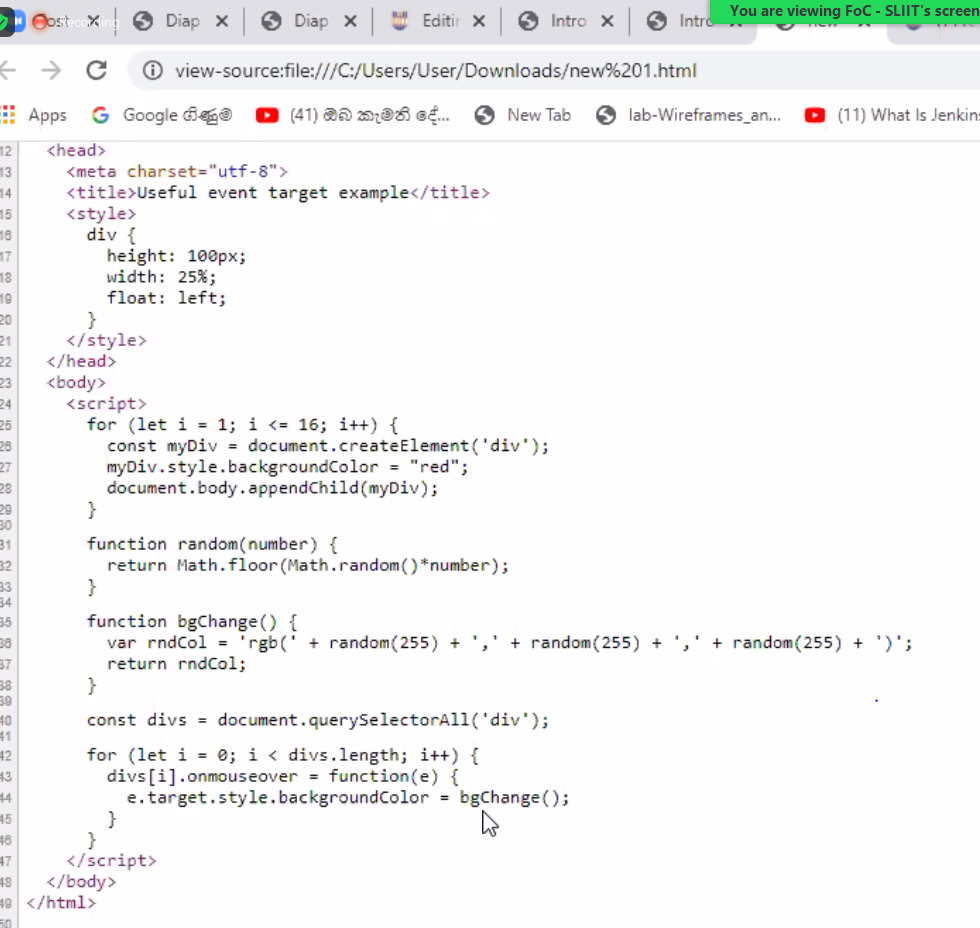 You are viewing FoC - SLIIT's screen
Recording
Diap
Diap
Editin
Intro
Intro
view-source:file:///C:/Users/User/Downloads/new%201.html
Apps
Google ගිණුම
(41) ඔබ කැමති දේ...
New Tab
lab-Wireframes_an...
(11) What Is Jenkins
12 <head>
13 <meta charset="utf-8">
14 <title>Useful event target example</title>
15 <style>
16 div {
17 height: 100px;
18 width: 25%;
19 float: left;
20 }
21 </style>
22 </head>
23 <body>
24 <script>
25 for (let i = 1; i <= 16; i++) {
26 const myDiv = document.createElement('div');
27 myDiv.style.backgroundColor = "red";
28 document.body.appendChild(myDiv);
29 }
30
31 function random(number) {
32 return Math.floor(Math.random()*number);
33 }
34
35 function bgChange() {
36 var rndCol = 'rgb(' + random(255) + ',' + random(255) + ',' + random(255) + ')';
37 return rndCol;
38 }
39
40 const divs = document.querySelectorAll('div');
41
42 for (let i = 0; i < divs.length; i++) {
43 divs[i].onmouseover = function(e) {
44 e.target.style.backgroundColor = bgChange();
45 }
46 }
47 </script>
48 </body>
49 </html>
50